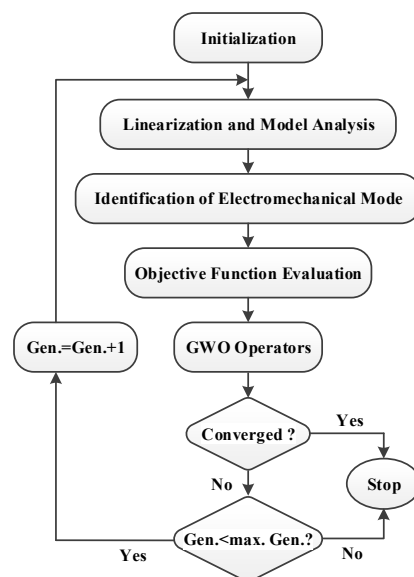 Initialization
Linearization and Model Analysis
Identification of Electromechanical Mode
Objective Function Evaluation
Gen.=Gen.+1
GWO Operators
Converged ?
Yes
No
Stop
Gen.<max. Gen.?
Yes
No